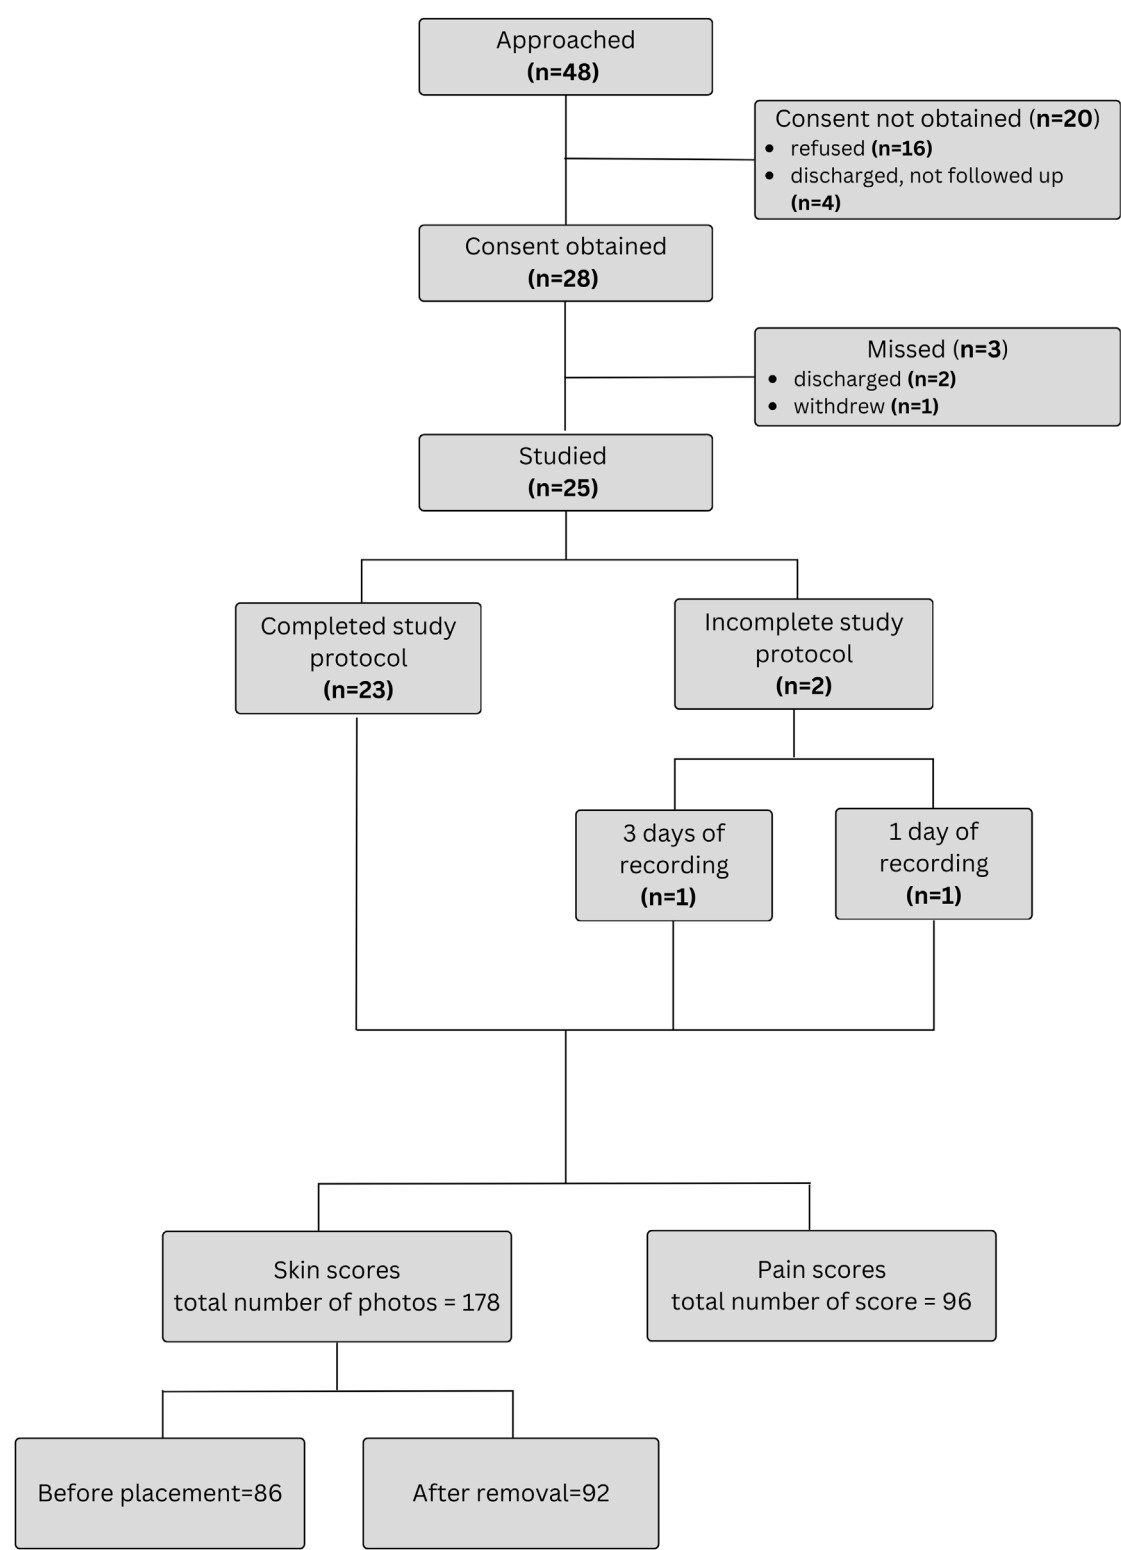 Approached
(n=48)
Consent not obtained (n=20)
• refused (n=16)
• discharged, not followed up
(n=4)
Consent obtained
(n=28)
Missed (n=3)
• discharged (n=2)
• withdrew (n=1)
Studied
(n=25)
Completed study
protocol
(n=23)
Incomplete study
protocol
(n=2)
3 days of
recording
(n=1)
1 day of
recording
(n=1)
Skin scores
total number of photos = 178
Pain scores
total number of score = 96
Before placement=86
After removal=92